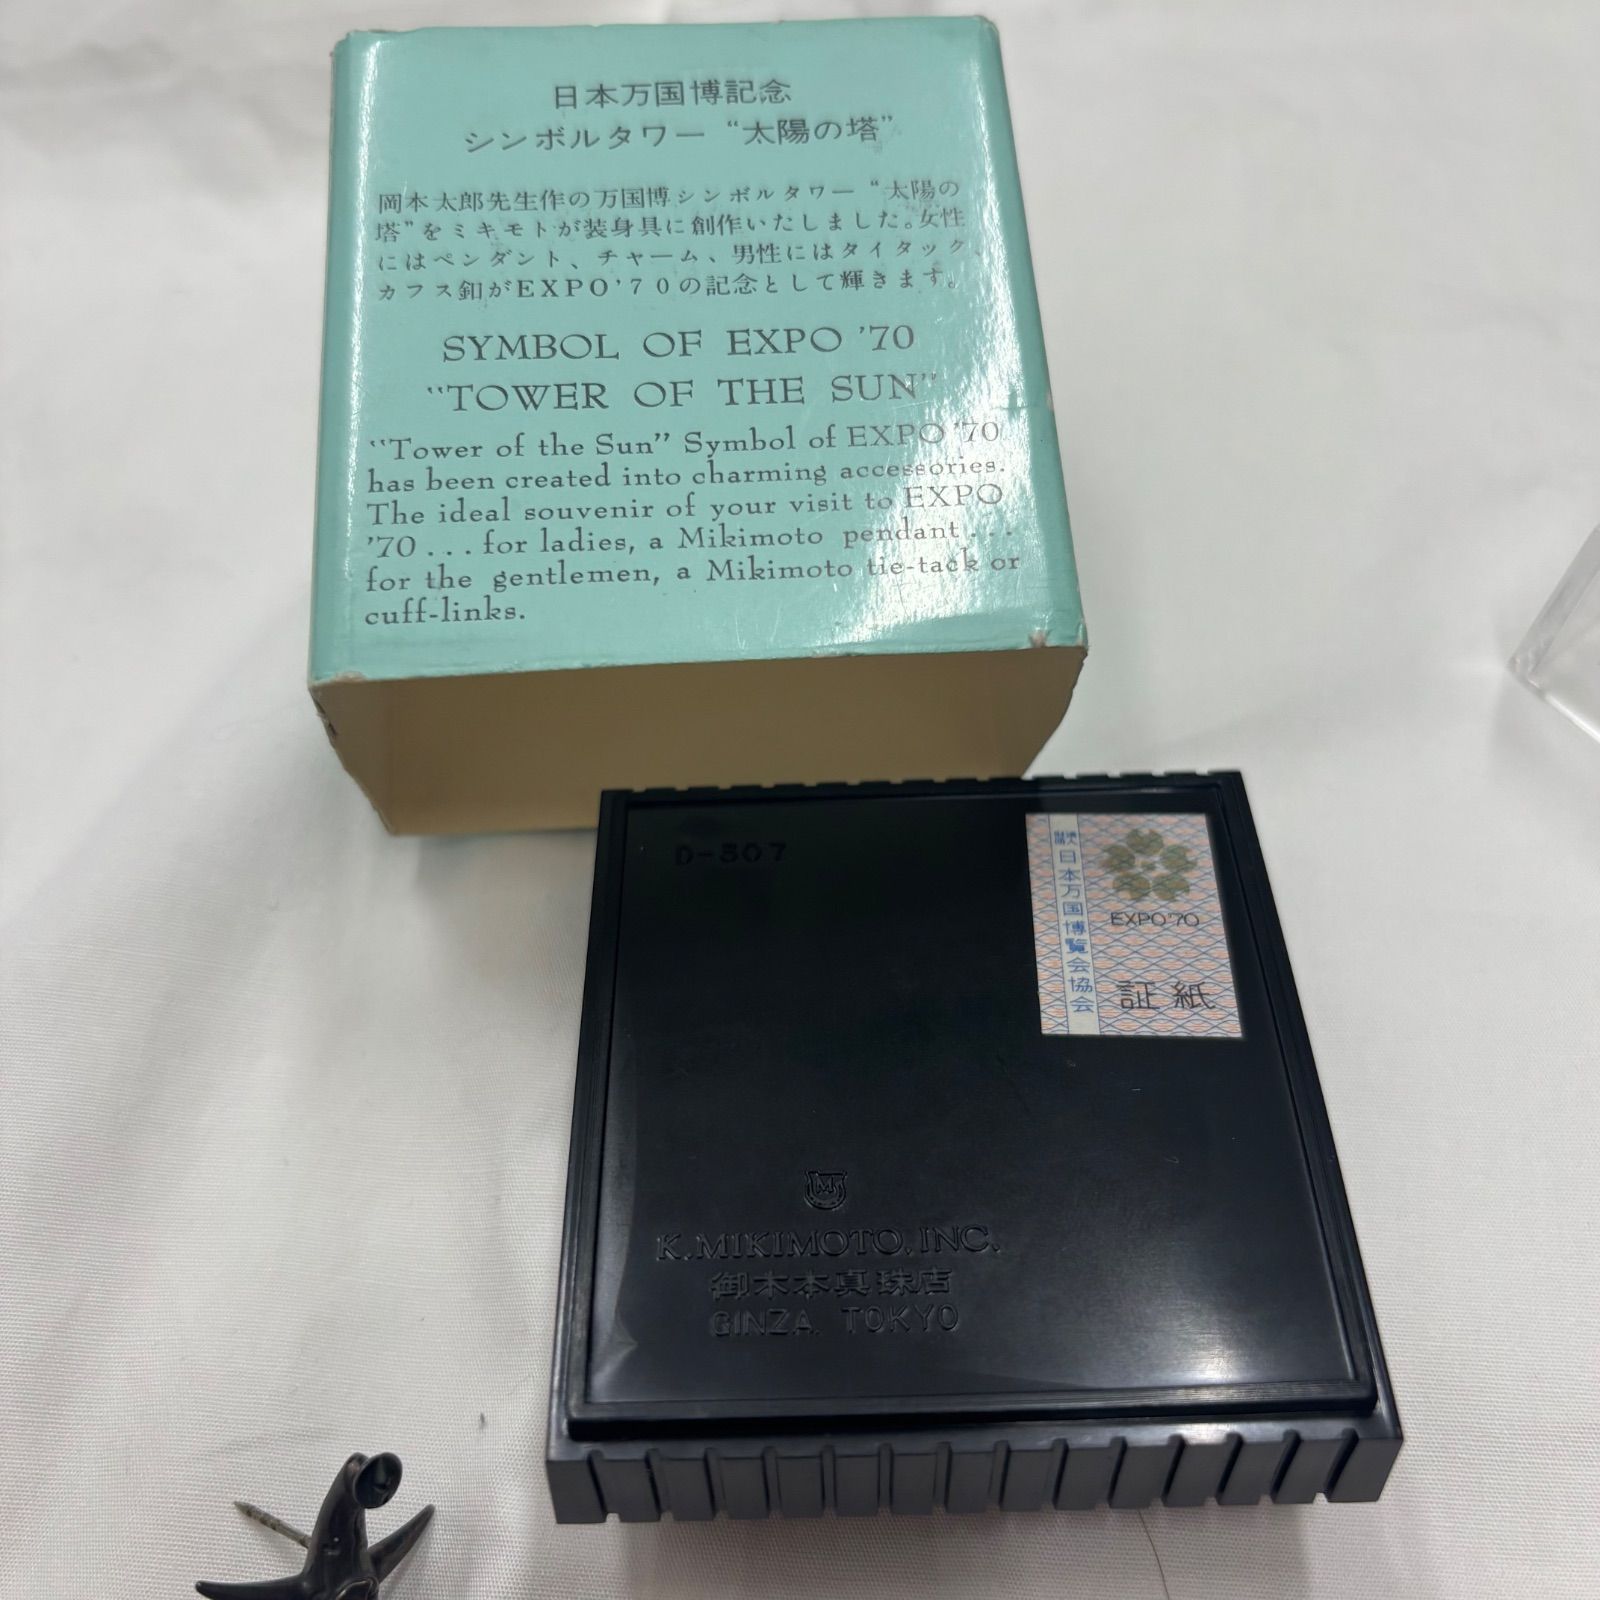 日本万国博記念
シンボルタワー “太陽の塔”
岡本太郎先生作の万国博シンボルタワー “太陽の
塔”をミキモトが装身具に創作いたしました。女性
にはペンダント、チャーム、男性にはタイタック、
カフス釦がEXPO’70の記念として輝きます。
SYMBOL OF EXPO ’70
“TOWER OF THE SUN”
“Tower of the Sun” Symbol of EXPO ’70
has been created into charming accessories.
The ideal souvenir of your visit to EXPO
’70 . . . for ladies, a Mikimoto pendant . . .
for the gentlemen, a Mikimoto tie-tack or
cuff-links.
D-507
財団法人 日本万国博覧会協会
EXPO’70
証紙
M
K.MIKIMOTO, INC.
御木本真珠店
GINZA TOKYO